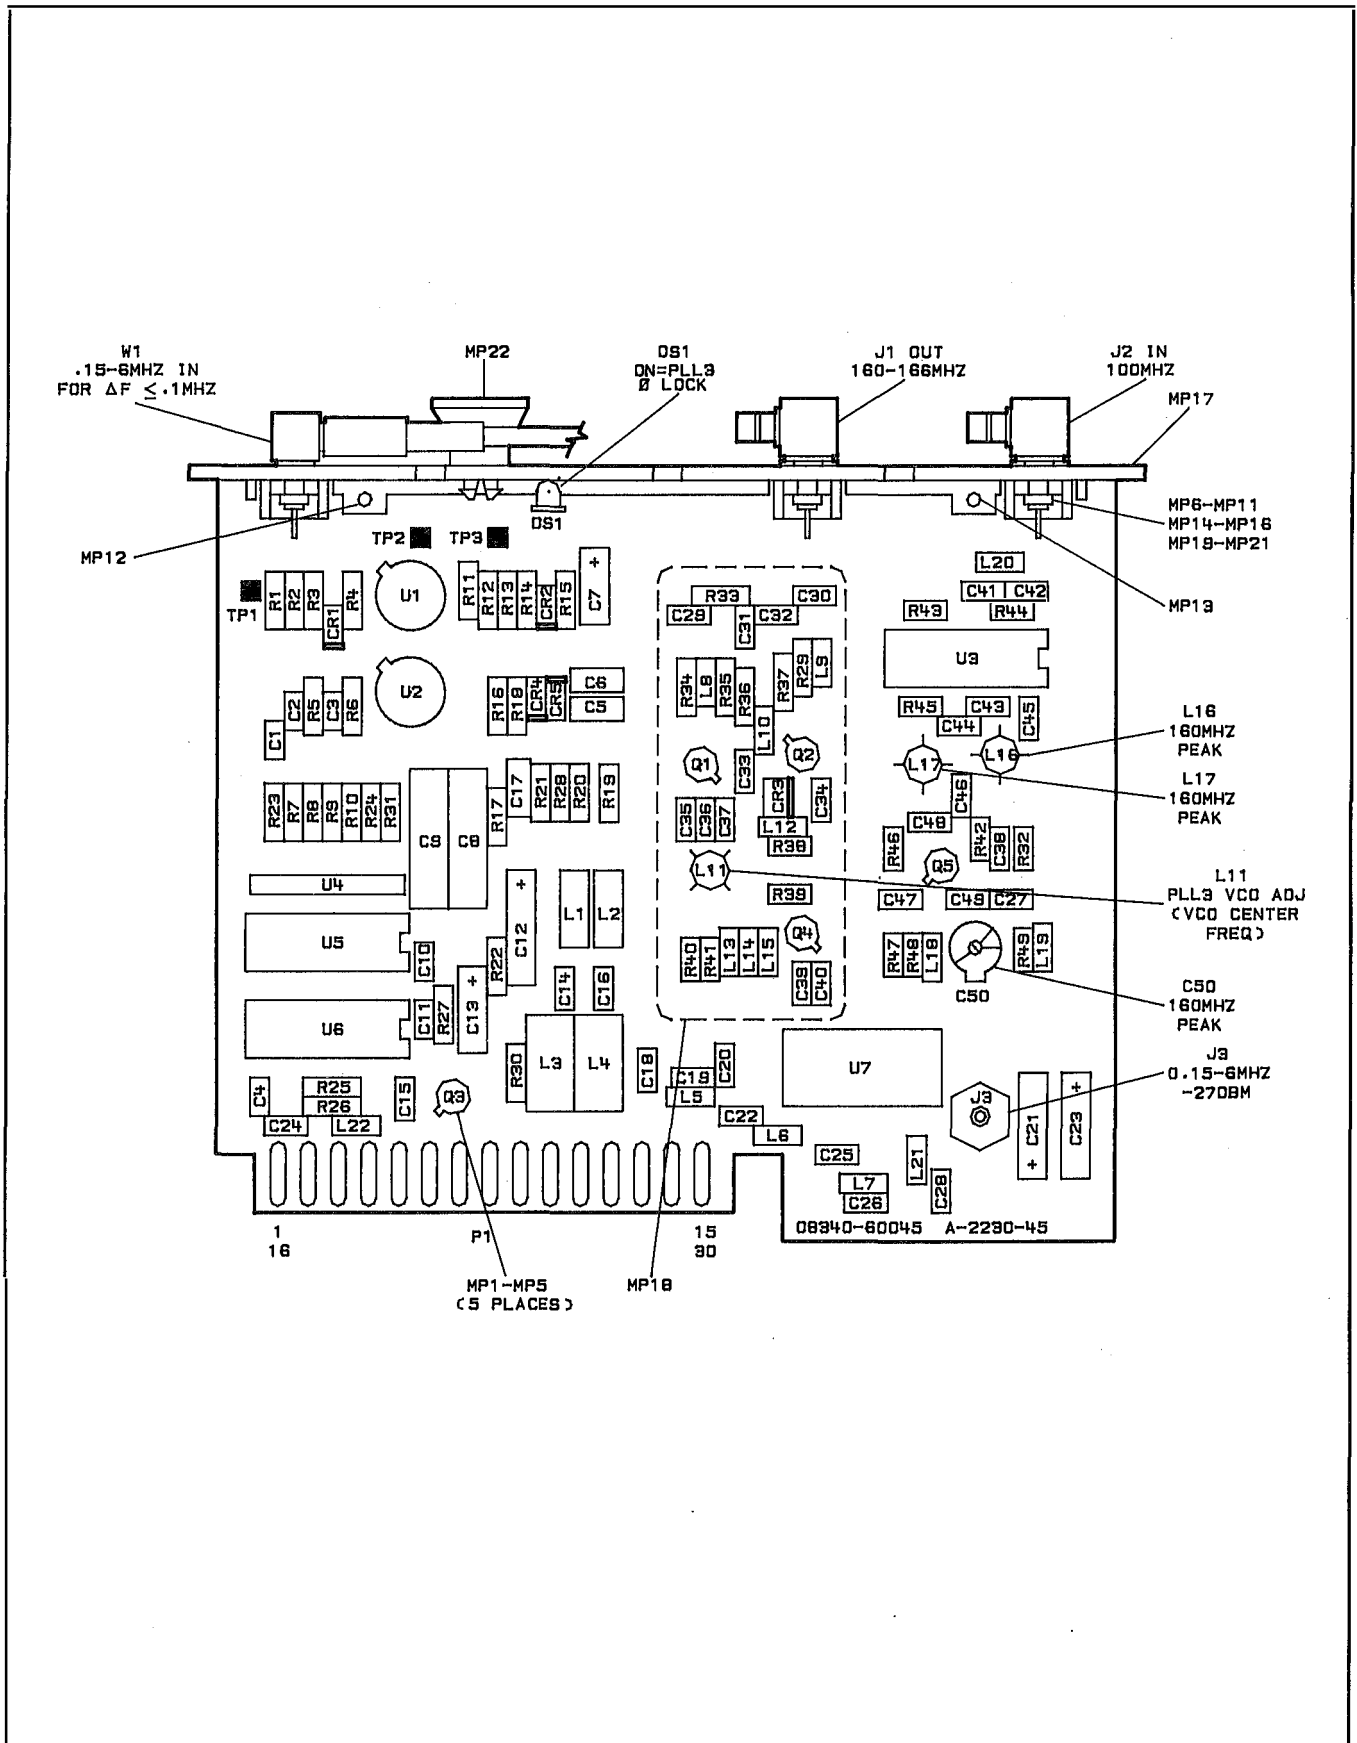 W1
.15-6MHZ IN
FOR ΔF ≤ .1MHZ
MP22
DS1
ON=PLL3
Ø LOCK
J1 OUT
160-166MHZ
J2 IN
100MHZ
MP17
DS1
MP6-MP11
MP14-MP16
MP19-MP21
MP12
MP13
TP2
TP3
TP1
R1
R2
R3
CR1
R4
U1
R11
R12
R13
R14
CR2
R15
+
C7
R33
C30
C29
C31
C32
L20
C41
C42
R43
R44
U3
C1
C2
R5
C3
R6
U2
R16
R18
CR4
CR5
C6
C5
R34
L8
R35
R36
L10
R37
R29
L9
R45
C43
C44
C45
L16
160MHZ
PEAK
Q1
C33
Q2
L17
L16
L17
160MHZ
PEAK
R23
R7
R8
R9
R10
R24
R31
C9
C8
R17
C17
R21
R28
R20
R19
C35
C36
C37
CR3
L12
R38
C34
C46
C48
R46
R42
C38
R32
Q5
L11
L11
PLL3 VCO ADJ
(VCO CENTER
FREQ)
U4
U5
C10
R22
+
C12
L1
L2
R39
Q4
C47
C49
C27
R40
R41
L13
L14
L15
C39
C40
R47
R48
L18
C50
R49
L19
C50
160MHZ
PEAK
U6
C11
R27
+
C13
C14
C16
R30
L3
L4
C18
C19
L5
C20
U7
J3
J3
0.15-6MHZ
-27DBM
C4
R25
R26
C24
L22
C15
Q3
C22
L6
C25
L7
C26
L21
C28
+
C21
+
C23
08340-60045 A-2230-45
1
16
P1
15
30
MP1-MP5
(5 PLACES)
MP18